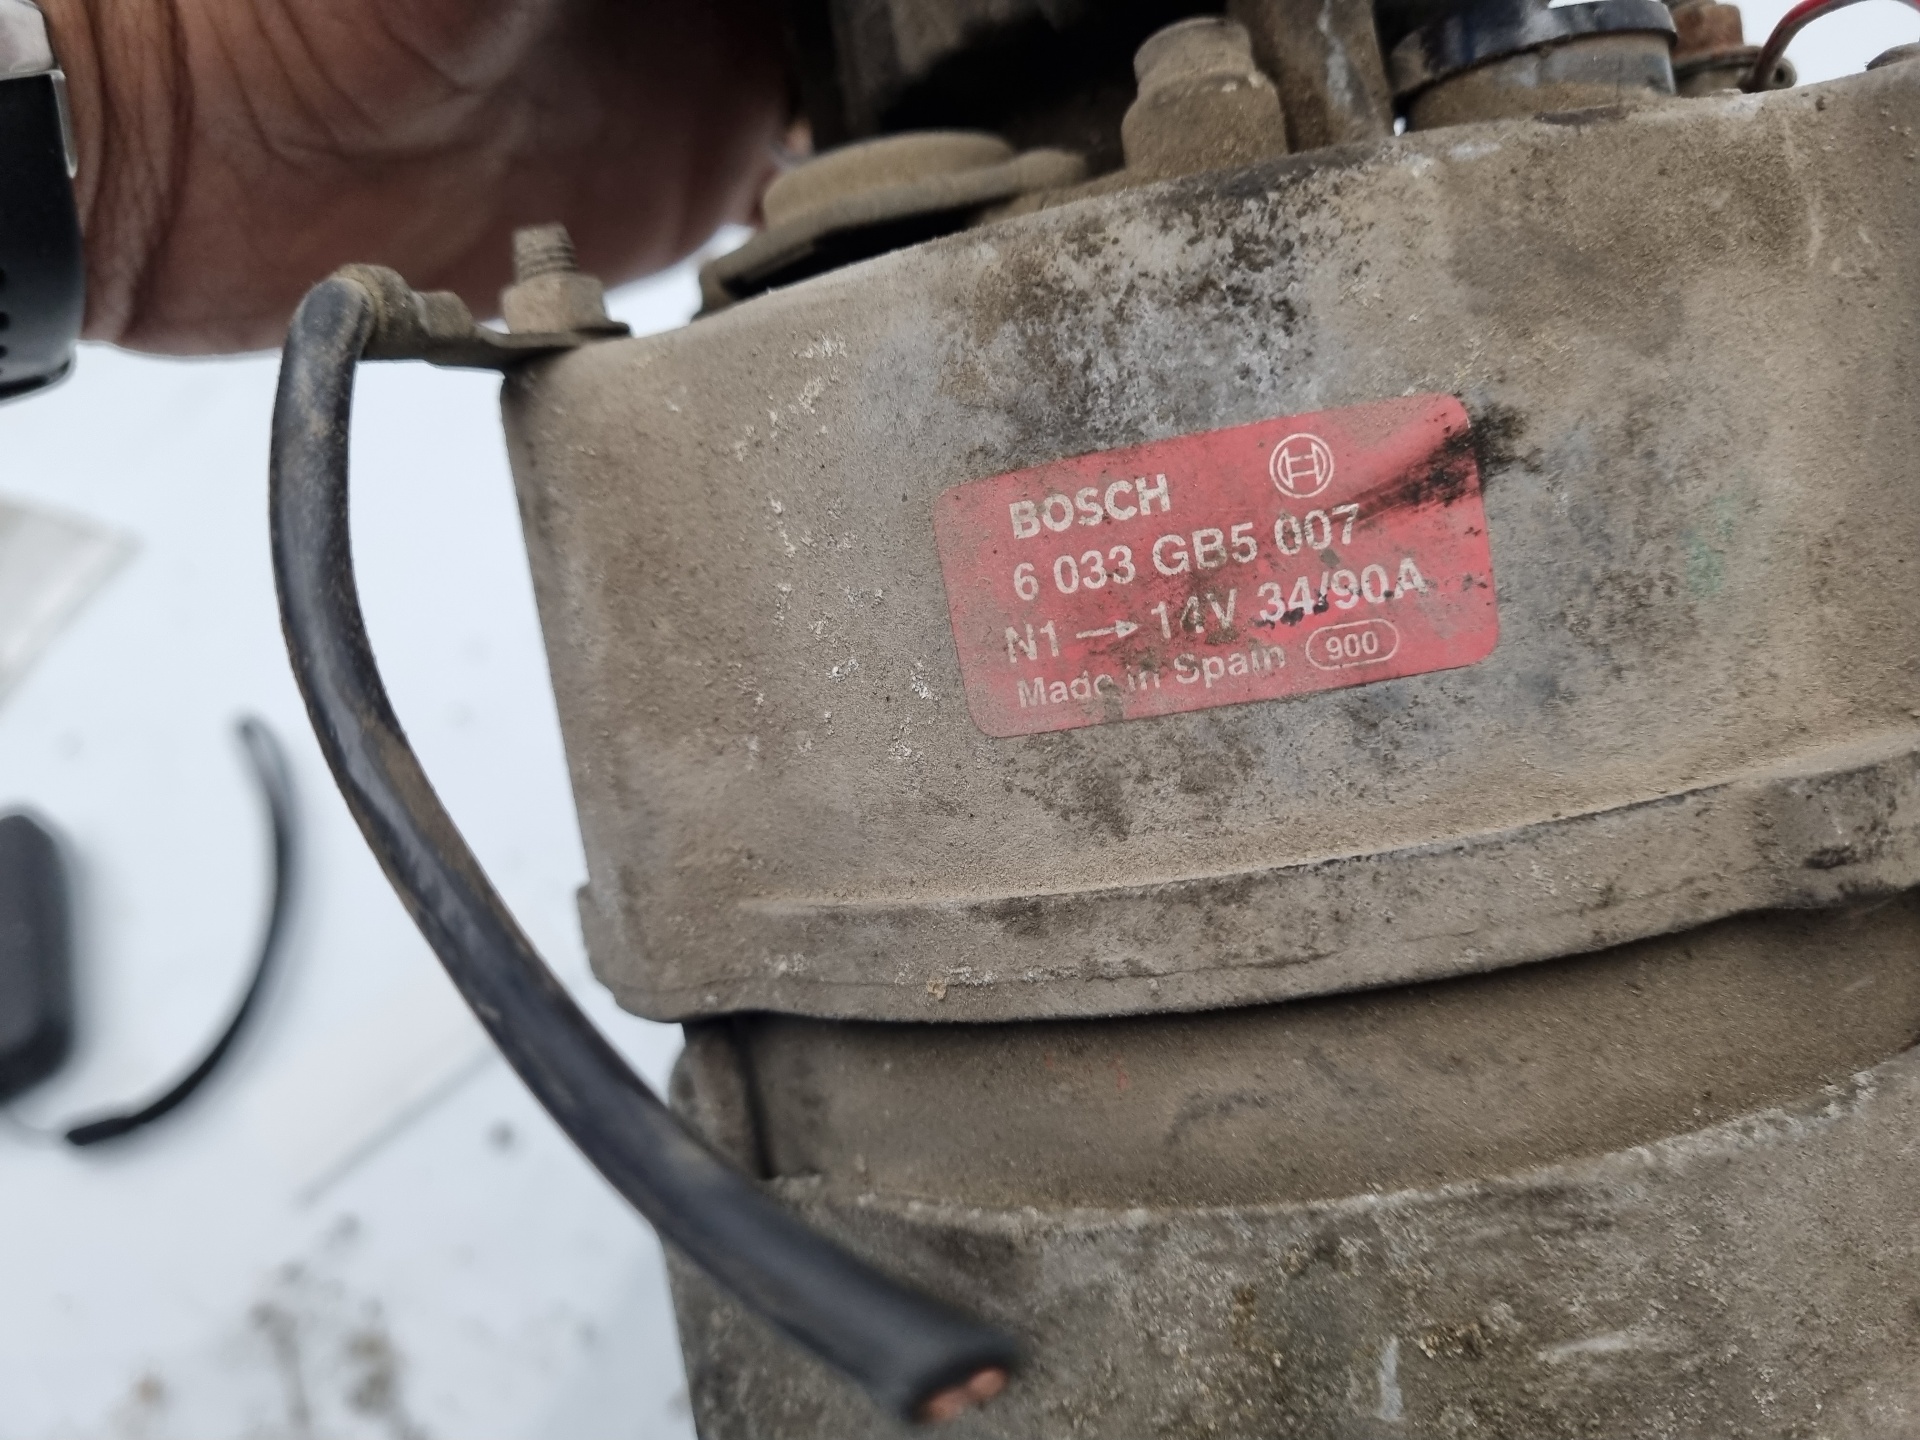 BOSCH
6 033 GB5 007
N1 → 14V 34/90A
Made in Spain 900